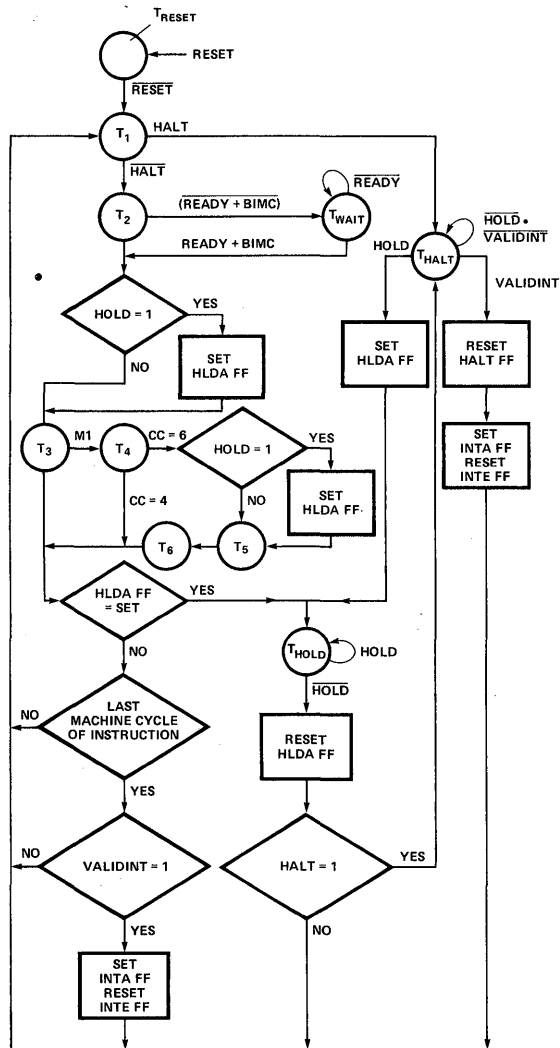 TRESET
RESET
RESET
T1
HALT
HALT
T2
(READY + BIMC)
READY
TWAIT
READY + BIMC
HOLD
THALT
HOLD •
VALIDINT
VALIDINT
HOLD = 1
YES
NO
SET
HLDA FF
SET
HLDA FF
RESET
HALT FF
SET
INTA FF
RESET
INTE FF
T3
M1
T4
CC = 6
HOLD = 1
YES
NO
SET
HLDA FF
CC = 4
T6
T5
HLDA FF
= SET
YES
NO
THOLD
HOLD
HOLD
LAST
MACHINE CYCLE
OF INSTRUCTION
NO
YES
RESET
HLDA FF
VALIDINT = 1
NO
YES
HALT = 1
YES
NO
SET
INTA FF
RESET
INTE FF